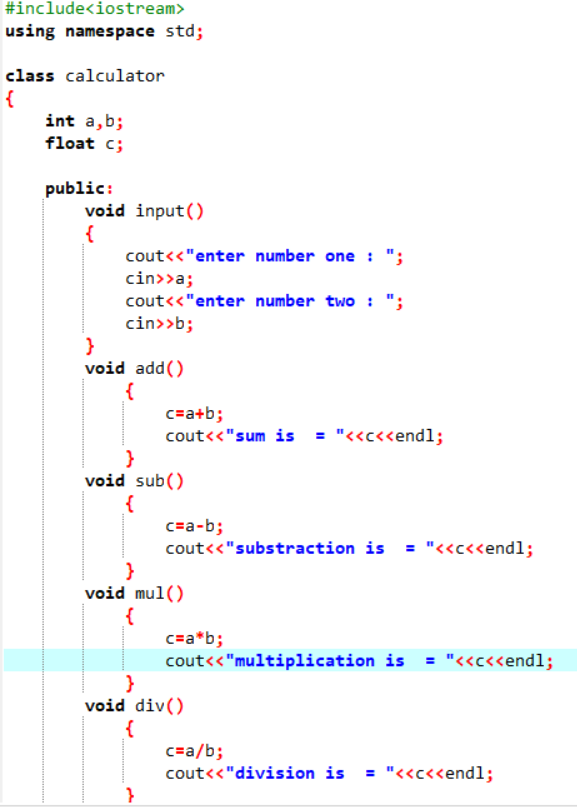 #include<iostream>
using namespace std;

class calculator
{
    int a,b;
    float c;

    public:
        void input()
        {
            cout<<"enter number one : ";
            cin>>a;
            cout<<"enter number two : ";
            cin>>b;
        }
        void add()
            {
                c=a+b;
                cout<<"sum is  = "<<c<<endl;
            }
        void sub()
            {
                c=a-b;
                cout<<"substraction is  = "<<c<<endl;
            }
        void mul()
            {
                c=a*b;
                cout<<"multiplication is  = "<<c<<endl;
            }
        void div()
            {
                c=a/b;
                cout<<"division is  = "<<c<<endl;
            }